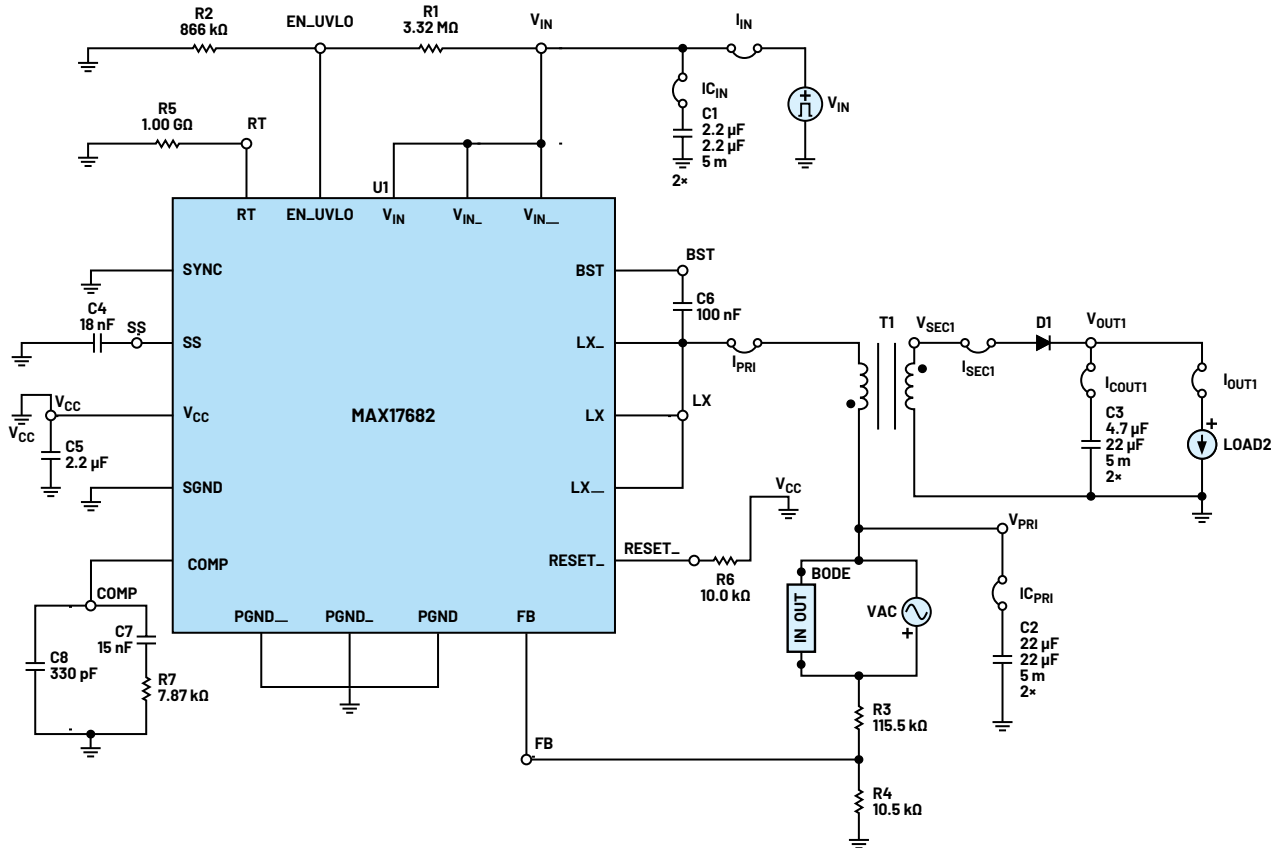 R2
866 kΩ
EN_UVLO
R1
3.32 MΩ
VIN
IIN
ICIN
C1
2.2 µF
2.2 µF
5 m
2×
VIN
R5
1.00 GΩ
RT
U1
RT
EN_UVLO
VIN
VIN_
VIN__
SYNC
BST
BST
C6
100 nF
C4
18 nF
SS
SS
LX_
IPRI
T1
VSEC1
ISEC1
D1
VOUT1
ICOUT1
IOUT1
VCC
VCC
VCC
C5
2.2 µF
MAX17682
LX
LX
C3
4.7 µF
22 µF
5 m
2×
LOAD2
SGND
LX__
VCC
VPRI
COMP
RESET_
RESET_
R6
10.0 kΩ
COMP
C7
15 nF
C8
330 pF
R7
7.87 kΩ
PGND__
PGND_
PGND
FB
BODE
IN OUT
VAC
ICPRI
C2
22 µF
22 µF
5 m
2×
R3
115.5 kΩ
FB
R4
10.5 kΩ